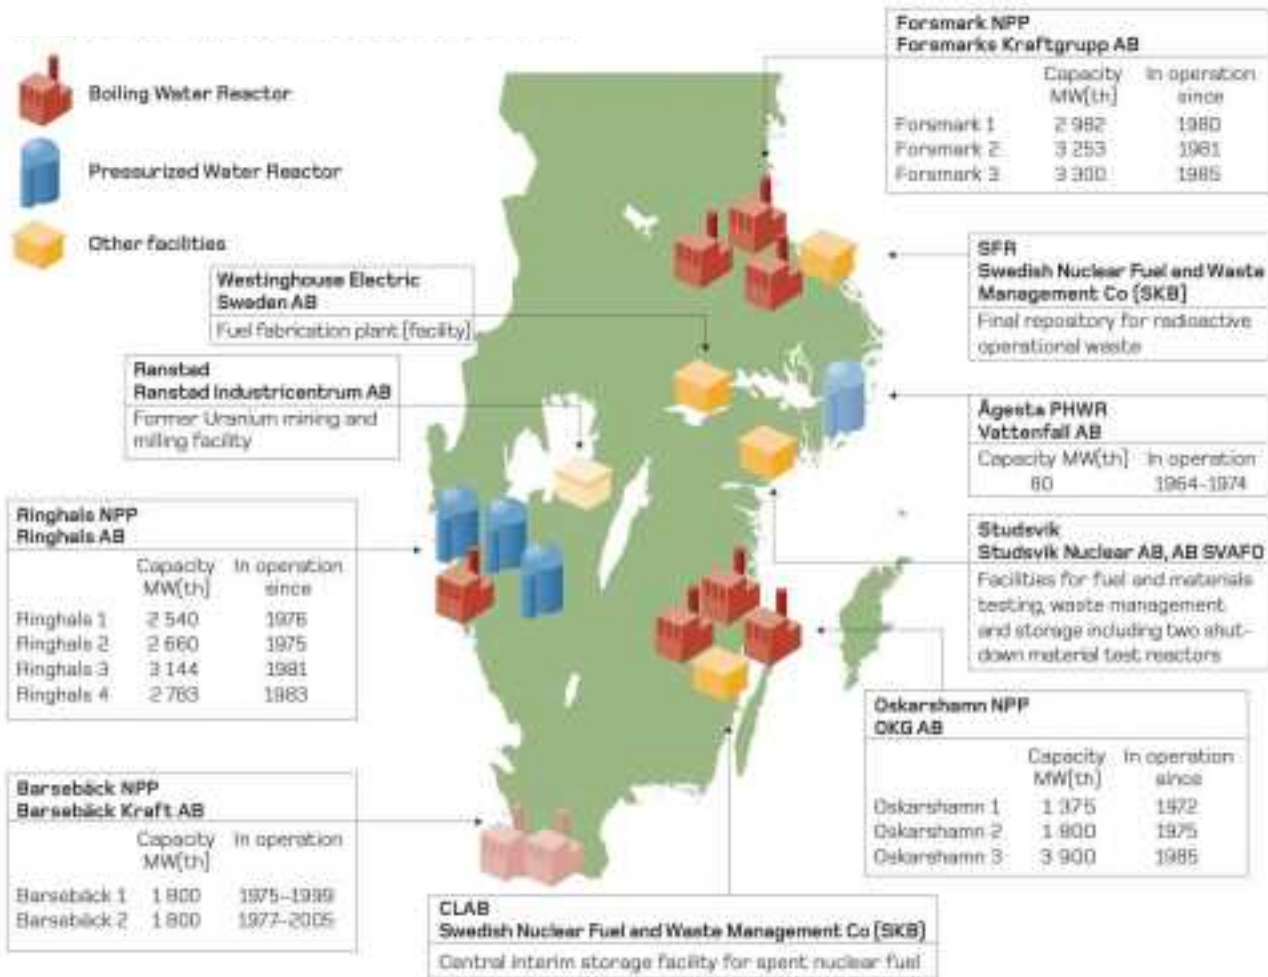 Boiling Water Reactor
Pressurized Water Reactor
Other facilities
Forsmark NPP
Forsmarks Kraftgrupp AB
Capacity MW[th] In operation since
Forsmark 1 2 982 1980
Forsmark 2 3 253 1981
Forsmark 3 3 300 1985
SFR
Swedish Nuclear Fuel and Waste
Management Co [SKB]
Final repository for radioactive
operational waste
Westinghouse Electric
Sweden AB
Fuel fabrication plant [facility]
Ranstad
Ranstad Industricentrum AB
Former Uranium mining and
milling facility
Ågesta PHWR
Vattenfall AB
Capacity MW[th] In operation
80 1964–1974
Ringhals NPP
Ringhals AB
Capacity MW[th] In operation since
Ringhals 1 2 540 1976
Ringhals 2 2 660 1975
Ringhals 3 3 144 1981
Ringhals 4 2 783 1983
Studsvik
Studsvik Nuclear AB, AB SVAFO
Facilities for fuel and materials
testing, waste management
and storage including two shut-
down material test reactors
Oskarshamn NPP
OKG AB
Capacity MW[th] In operation since
Oskarshamn 1 1 375 1972
Oskarshamn 2 1 800 1975
Oskarshamn 3 3 900 1985
Barsebäck NPP
Barsebäck Kraft AB
Capacity MW[th] In operation
Barsebäck 1 1 800 1975–1999
Barsebäck 2 1 800 1977–2005
CLAB
Swedish Nuclear Fuel and Waste Management Co [SKB]
Central interim storage facility for spent nuclear fuel